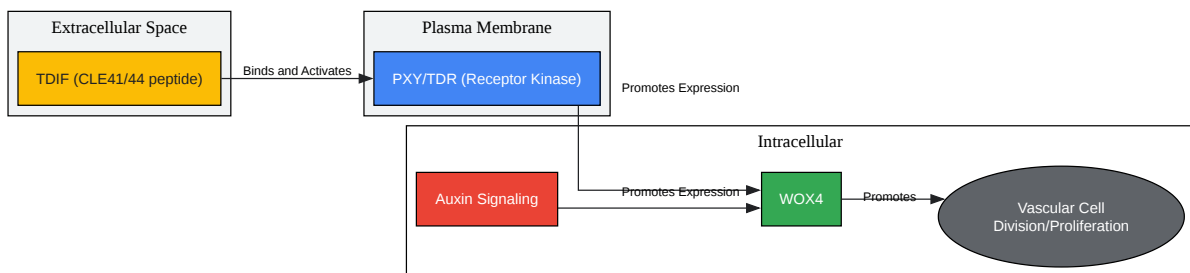 Extracellular Space
TDIF (CLE41/44 peptide)
Binds and Activates
Plasma Membrane
PXY/TDR (Receptor Kinase)
Promotes Expression
Intracellular
Auxin Signaling
Promotes Expression
WOX4
Promotes
Vascular Cell
Division/Proliferation